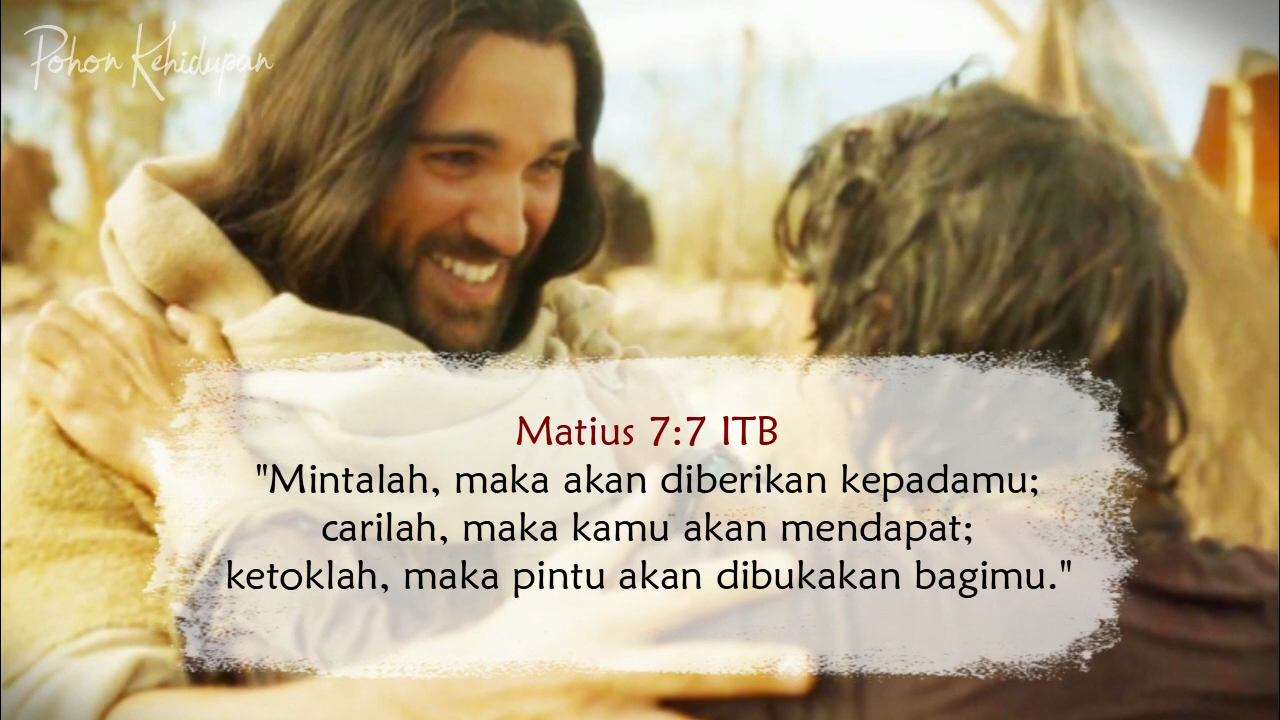 Pohon Kehidupan
Matius 7:7 ITB
"Mintalah, maka akan diberikan kepadamu;
carilah, maka kamu akan mendapat;
ketoklah, maka pintu akan dibukakan bagimu."